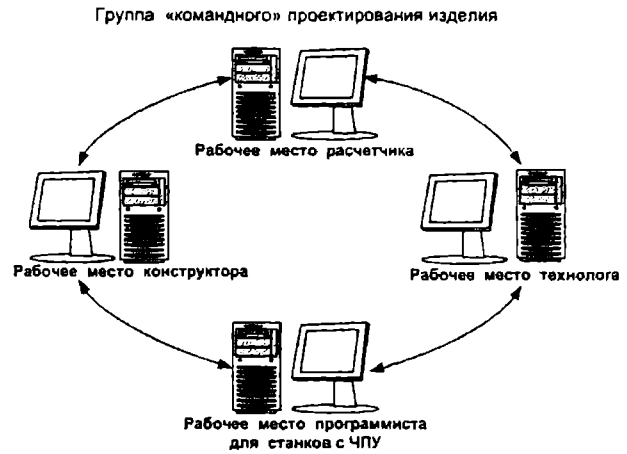 Группа «командного» проектирования изделия
Рабочее место расчетчика
Рабочее место конструктора
Рабочее место технолога
Рабочее место программиста
для станков с ЧПУ